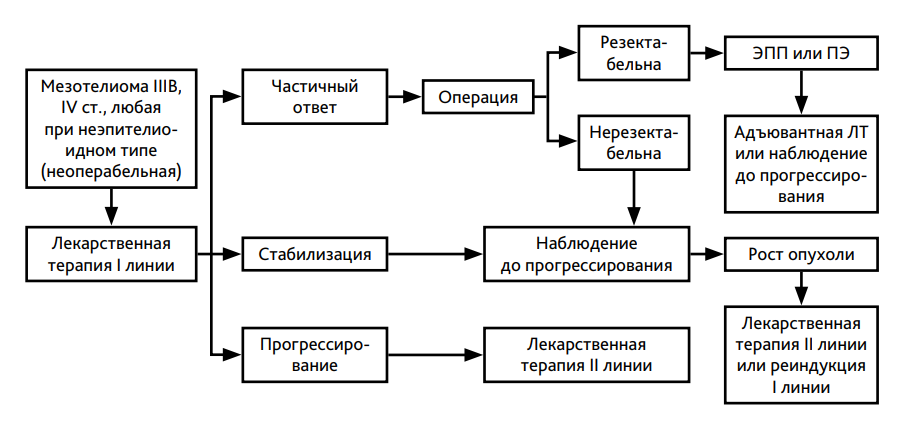 Мезотелиома IIIB,
IV ст., любая
при неэпителио-
идном типе
(неоперабельная)
Лекарственная
терапия I линии
Частичный
ответ
Операция
Резекта-
бельна
ЭПП или ПЭ
Адъювантная ЛТ
или наблюдение
до прогрессиро-
вания
Нерезекта-
бельна
Стабилизация
Наблюдение
до прогрессирования
Рост опухоли
Лекарственная
терапия II линии
или реиндукция
I линии
Прогрессиро-
вание
Лекарственная
терапия II линии